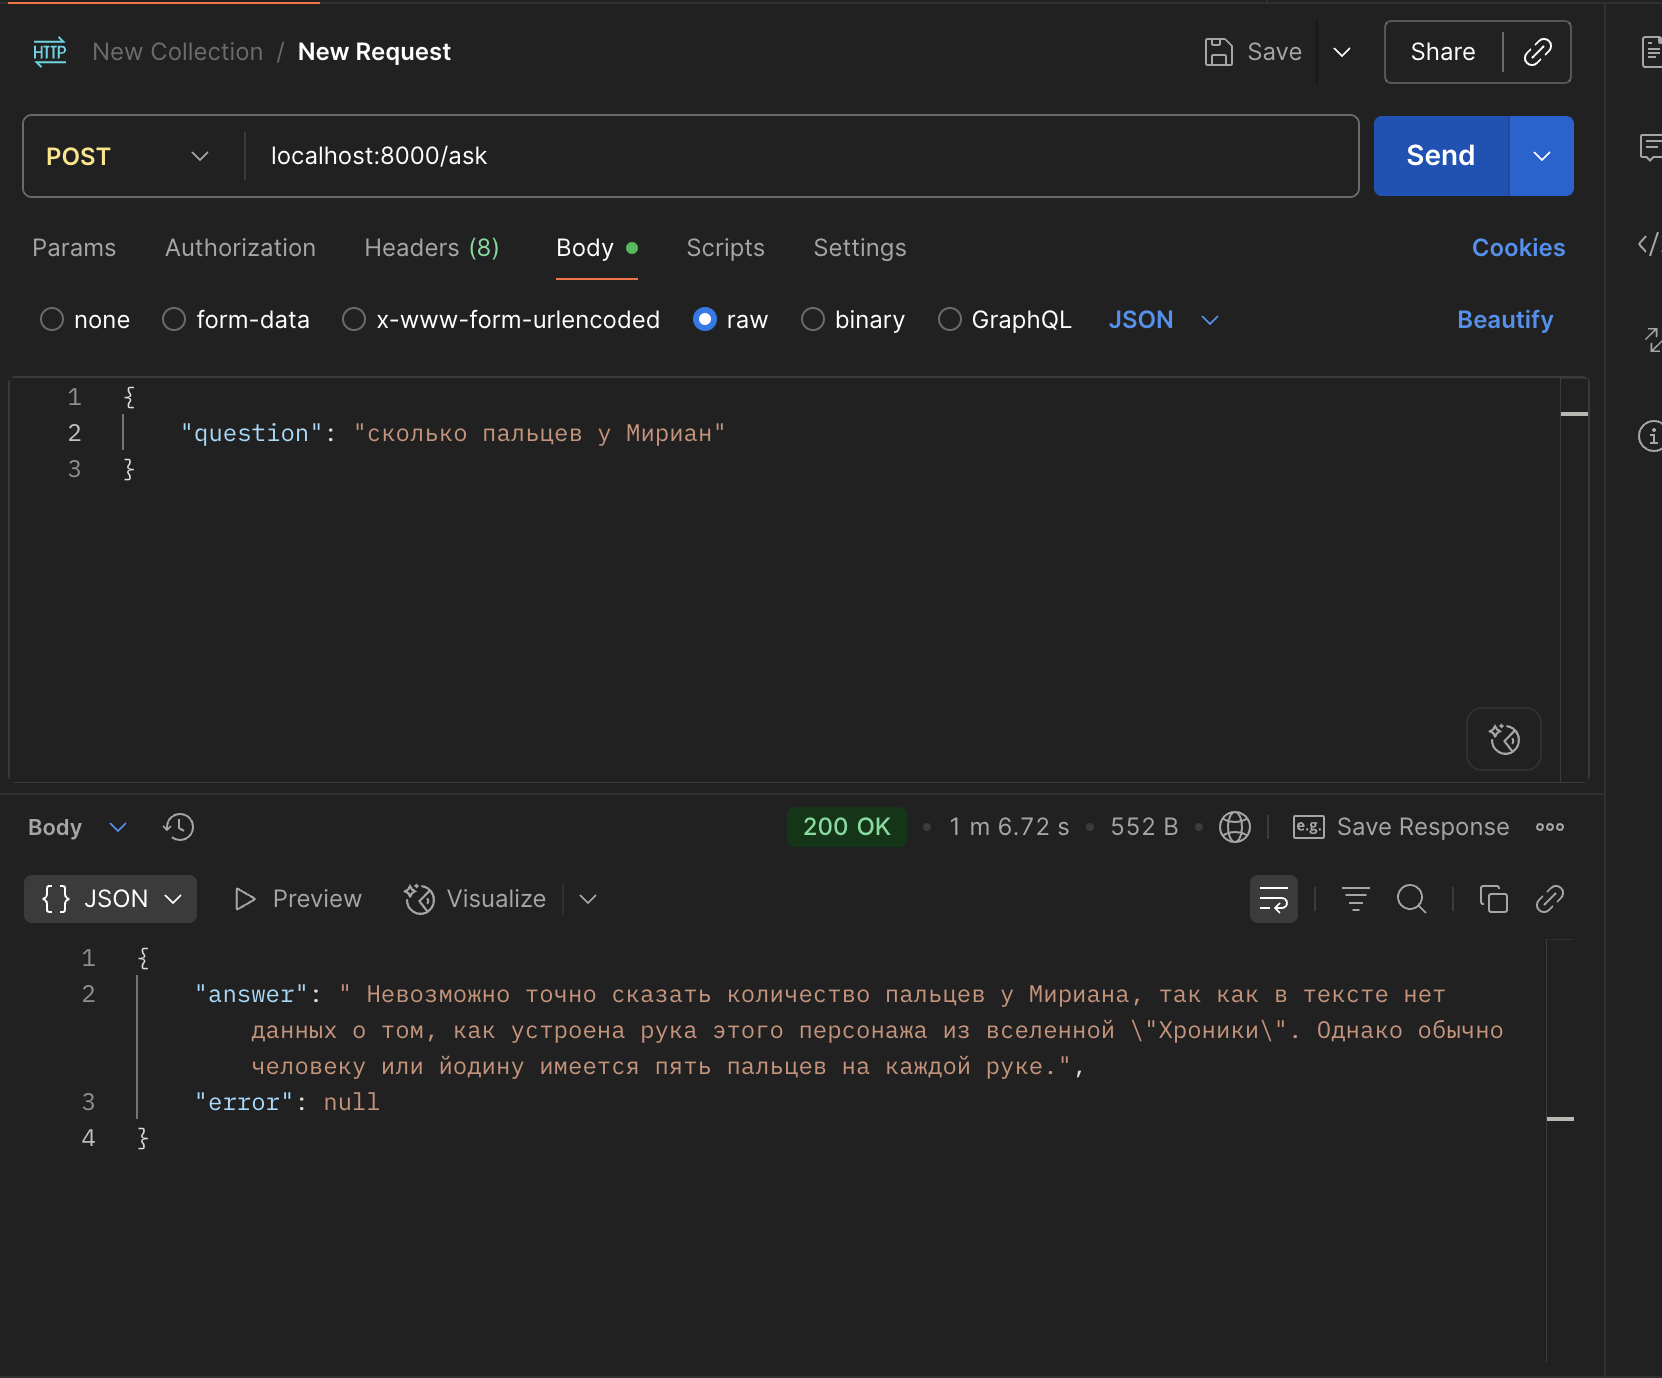 HTTP New Collection / New Request Save Share
POST localhost:8000/ask Send
Params Authorization Headers (8) Body Scripts Settings Cookies
none form-data x-www-form-urlencoded raw binary GraphQL JSON Beautify
1 {
2 "question": "сколько пальцев у Мириан"
3 }
Body 200 OK • 1 m 6.72 s • 552 B • e.g. Save Response
{} JSON Preview Visualize
1 {
2 "answer": " Невозможно точно сказать количество пальцев у Мириана, так как в тексте нет
данных о том, как устроена рука этого персонажа из вселенной \"Хроники\". Однако обычно
человеку или йодину имеется пять пальцев на каждой руке.",
3 "error": null
4 }